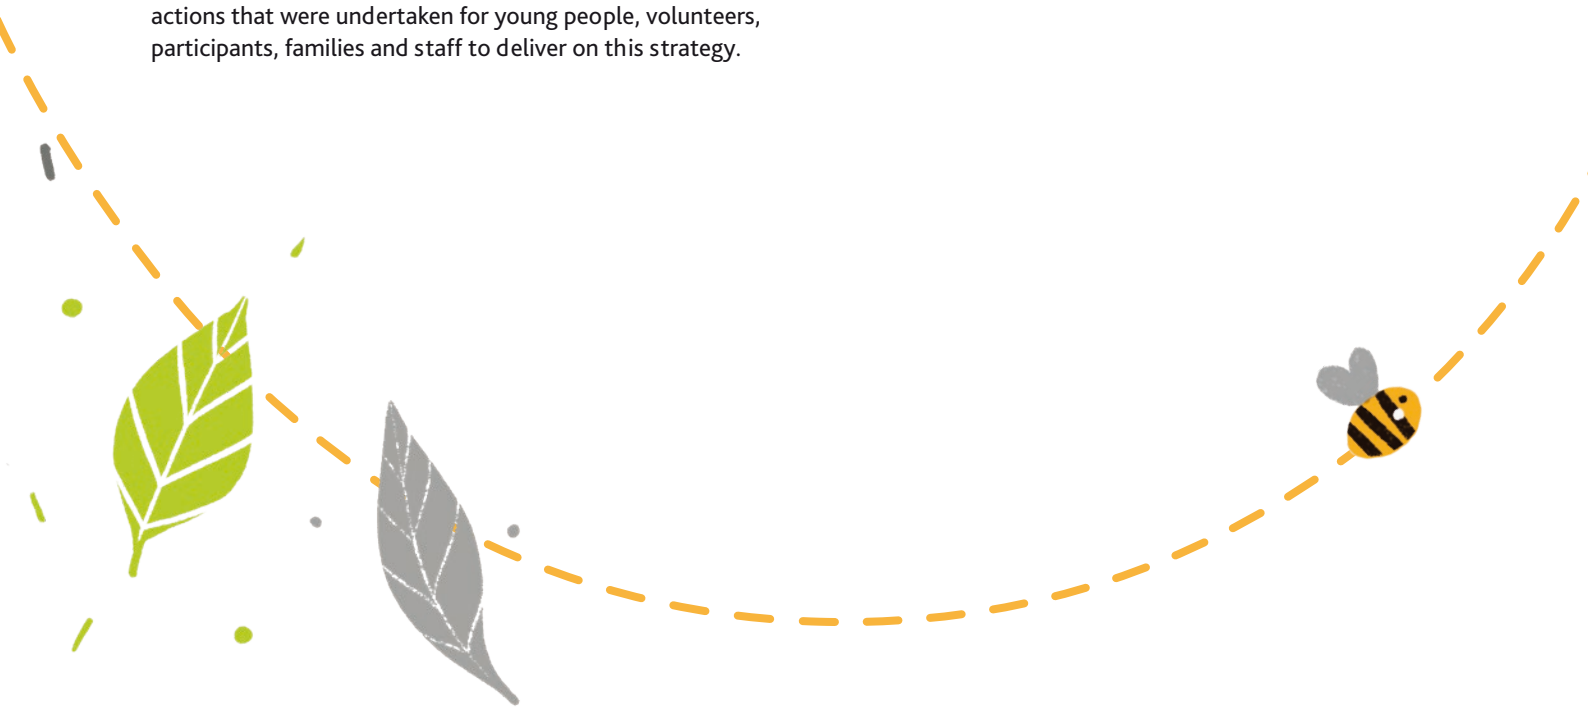 actions that were undertaken for young people, volunteers,
participants, families and staff to deliver on this strategy.